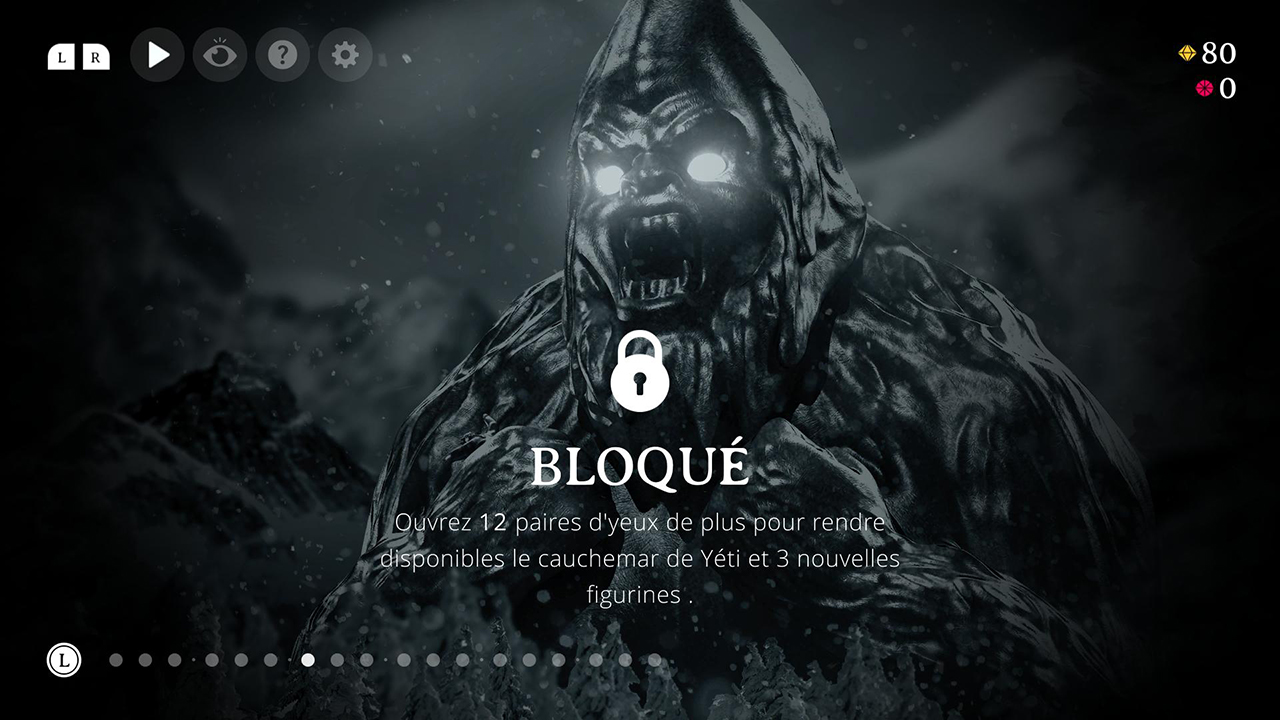 L R ?
80
0
BLOQUÉ
Ouvrez 12 paires d'yeux de plus pour rendre
disponibles le cauchemar de Yéti et 3 nouvelles
figurines .
L